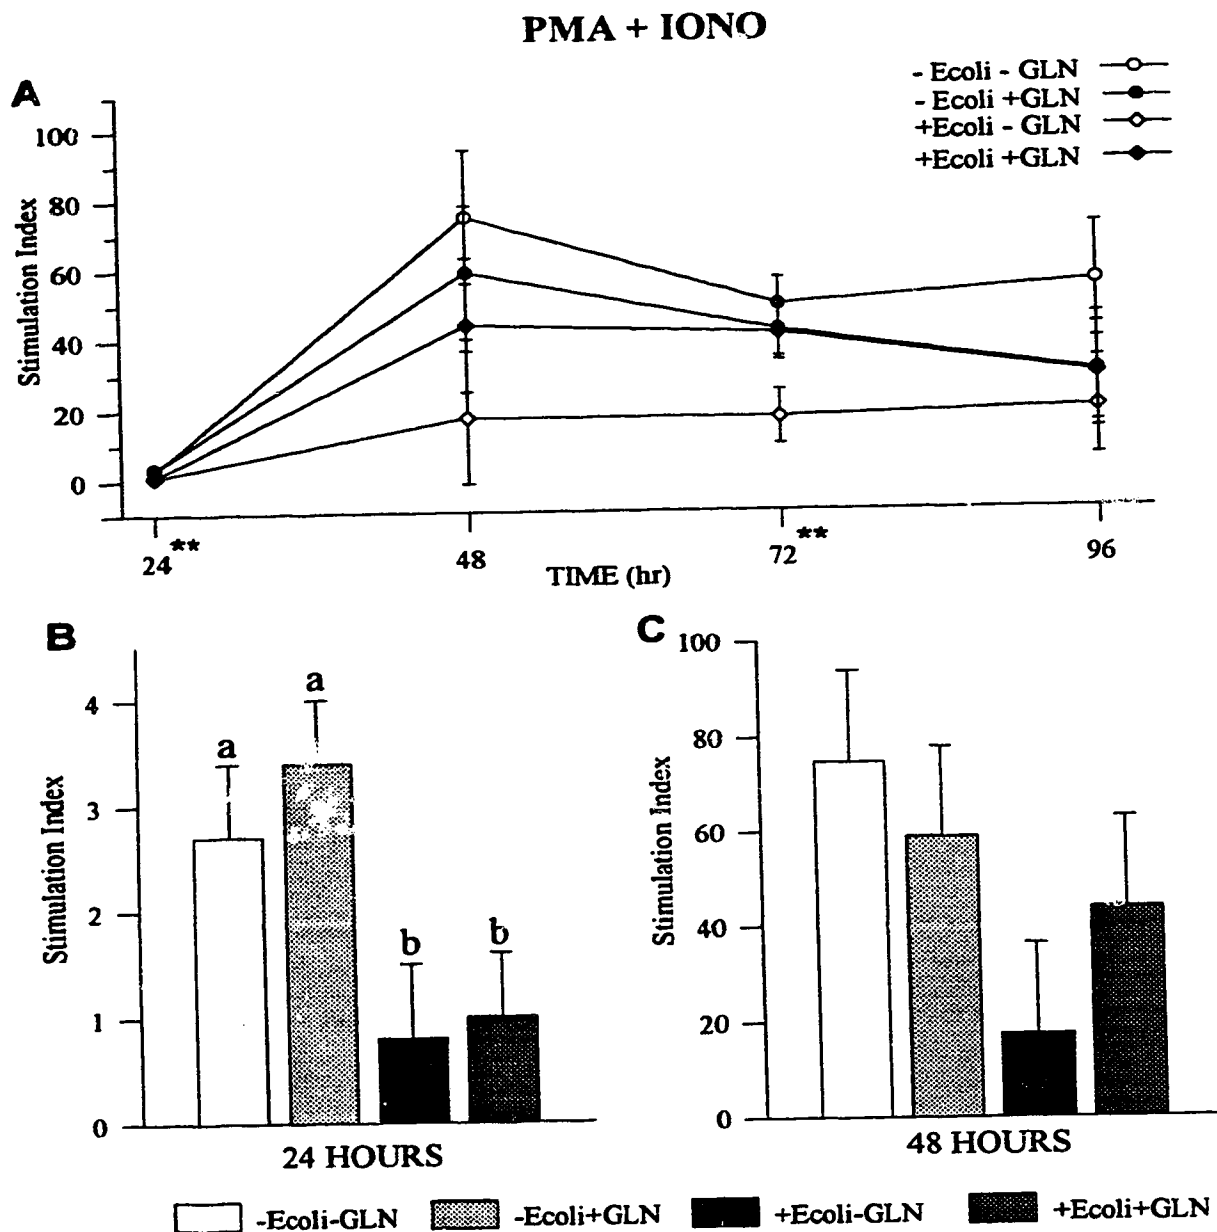 PMA + IONO
A
- Ecoli - GLN
- Ecoli +GLN
+Ecoli - GLN
+Ecoli +GLN
Stimulation Index
100
80
60
40
20
0
24 ** 48 72 ** 96
TIME (hr)
B
Stimulation Index
4
3
2
1
0
a a b b
24 HOURS
C
Stimulation Index
100
80
60
40
20
0
48 HOURS
-Ecoli-GLN -Ecoli+GLN +Ecoli-GLN +Ecoli+GLN